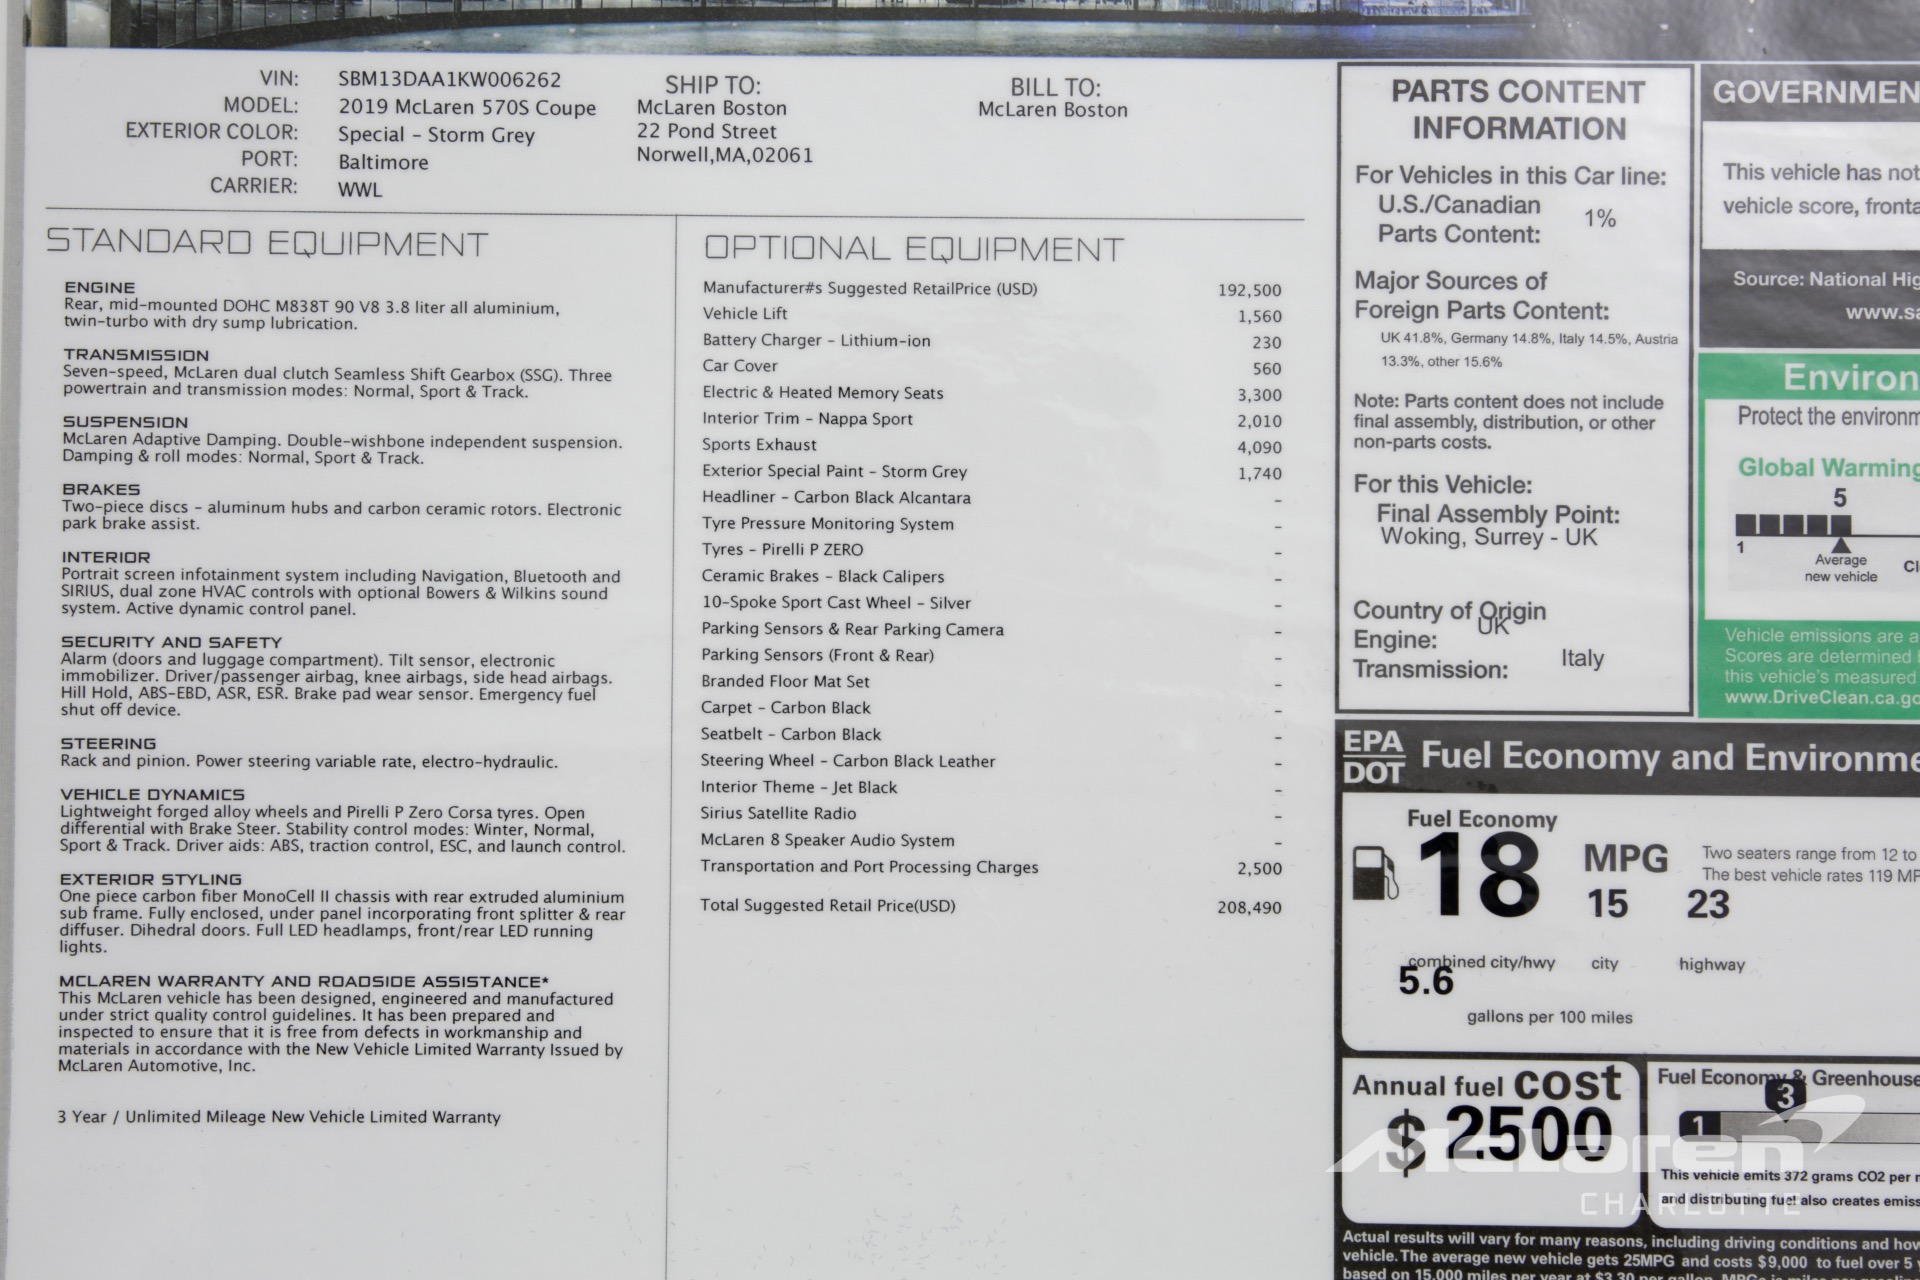 VIN: SBM13DAA1KW006262
MODEL: 2019 McLaren 570S Coupe
EXTERIOR COLOR: Special - Storm Grey
PORT: Baltimore
CARRIER: WWL
SHIP TO:
McLaren Boston
22 Pond Street
Norwell,MA,02061
BILL TO:
McLaren Boston
STANDARD EQUIPMENT
ENGINE
Rear, mid-mounted DOHC M838T 90 V8 3.8 liter all aluminium,
twin-turbo with dry sump lubrication.
TRANSMISSION
Seven-speed, McLaren dual clutch Seamless Shift Gearbox (SSG). Three
powertrain and transmission modes: Normal, Sport & Track.
SUSPENSION
McLaren Adaptive Damping. Double-wishbone independent suspension.
Damping & roll modes: Normal, Sport & Track.
BRAKES
Two-piece discs - aluminum hubs and carbon ceramic rotors. Electronic
park brake assist.
INTERIOR
Portrait screen infotainment system including Navigation, Bluetooth and
SIRIUS, dual zone HVAC controls with optional Bowers & Wilkins sound
system. Active dynamic control panel.
SECURITY AND SAFETY
Alarm (doors and luggage compartment). Tilt sensor, electronic
immobilizer. Driver/passenger airbag, knee airbags, side head airbags.
Hill Hold, ABS-EBD, ASR, ESR. Brake pad wear sensor. Emergency fuel
shut off device.
STEERING
Rack and pinion. Power steering variable rate, electro-hydraulic.
VEHICLE DYNAMICS
Lightweight forged alloy wheels and Pirelli P Zero Corsa tyres. Open
differential with Brake Steer. Stability control modes: Winter, Normal,
Sport & Track. Driver aids: ABS, traction control, ESC, and launch control.
EXTERIOR STYLING
One piece carbon fiber MonoCell II chassis with rear extruded aluminium
sub frame. Fully enclosed, under panel incorporating front splitter & rear
diffuser. Dihedral doors. Full LED headlamps, front/rear LED running
lights.
MCLAREN WARRANTY AND ROADSIDE ASSISTANCE*
This McLaren vehicle has been designed, engineered and manufactured
under strict quality control guidelines. It has been prepared and
inspected to ensure that it is free from defects in workmanship and
materials in accordance with the New Vehicle Limited Warranty Issued by
McLaren Automotive, Inc.
3 Year / Unlimited Mileage New Vehicle Limited Warranty
OPTIONAL EQUIPMENT
Manufacturer#s Suggested RetailPrice (USD) 192,500
Vehicle Lift 1,560
Battery Charger - Lithium-ion 230
Car Cover 560
Electric & Heated Memory Seats 3,300
Interior Trim - Nappa Sport 2,010
Sports Exhaust 4,090
Exterior Special Paint - Storm Grey 1,740
Headliner - Carbon Black Alcantara -
Tyre Pressure Monitoring System -
Tyres - Pirelli P ZERO -
Ceramic Brakes - Black Calipers -
10-Spoke Sport Cast Wheel - Silver -
Parking Sensors & Rear Parking Camera -
Parking Sensors (Front & Rear) -
Branded Floor Mat Set -
Carpet - Carbon Black -
Seatbelt - Carbon Black -
Steering Wheel - Carbon Black Leather -
Interior Theme - Jet Black -
Sirius Satellite Radio -
McLaren 8 Speaker Audio System -
Transportation and Port Processing Charges 2,500
Total Suggested Retail Price(USD) 208,490
PARTS CONTENT
INFORMATION
For Vehicles in this Car line:
U.S./Canadian
Parts Content: 1%
Major Sources of
Foreign Parts Content:
UK 41.8%, Germany 14.8%, Italy 14.5%, Austria
13.3%, other 15.6%
Note: Parts content does not include
final assembly, distribution, or other
non-parts costs.
For this Vehicle:
Final Assembly Point:
Woking, Surrey - UK
Country of Origin
Engine: UK
Transmission: Italy
GOVERNMEN
This vehicle has not
vehicle score, fronta
Source: National Hig
www.sa
Environ
Protect the environm
Global Warming
5
1
Average
new vehicle
Cl
Vehicle emissions are a
Scores are determined
this vehicle's measured
www.DriveClean.ca.go
EPA
DOT
Fuel Economy and Environme
Fuel Economy
18 MPG 15 23
Two seaters range from 12 to
The best vehicle rates 119 MP
combined city/hwy city highway
5.6
gallons per 100 miles
Annual fuel cost
$ 2500
Fuel Economy & Greenhouse
3
1
This vehicle emits 372 grams CO2 per
and distributing fuel also creates emiss
McLaren
CHARLOTTE
Actual results will vary for many reasons, including driving conditions and how
vehicle. The average new vehicle gets 25MPG and costs $9,000 to fuel over 5
based on 15,000 miles per year at $3.30 per gallon.